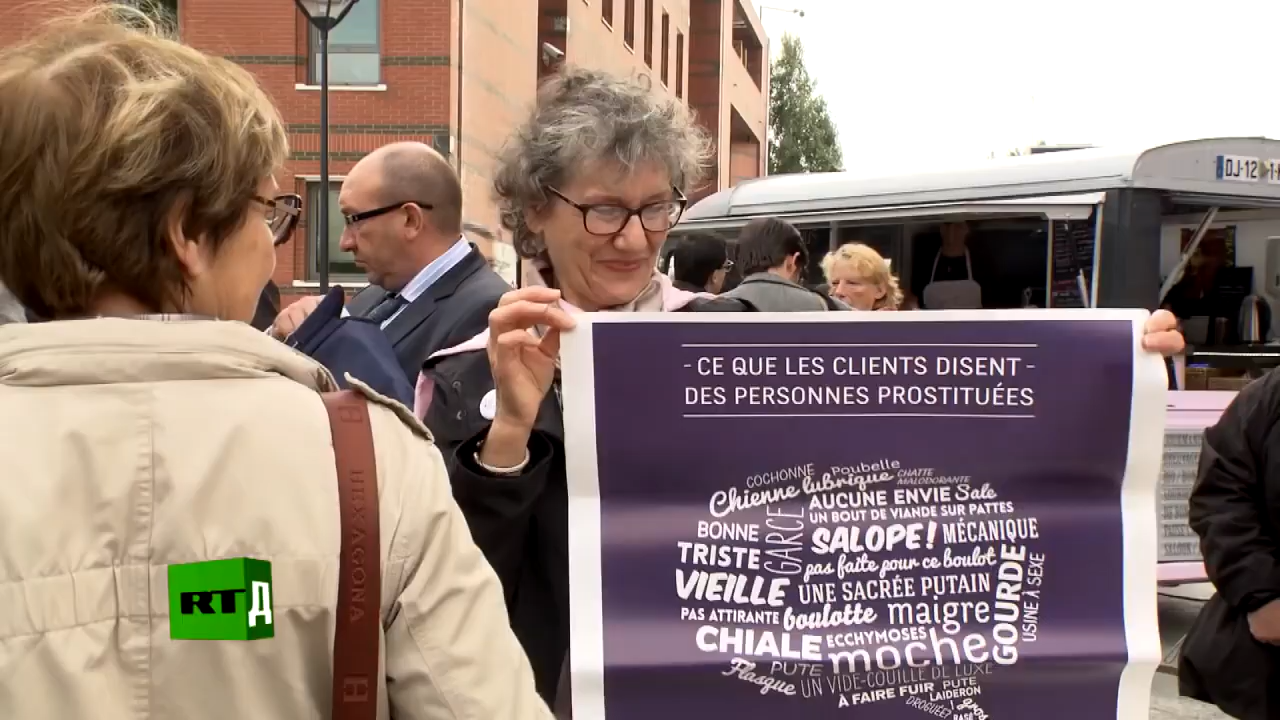 - CE QUE LES CLIENTS DISENT -
DES PERSONNES PROSTITUÉES
COCHONNE Poubelle CHATTE MALODORANTE
Chienne lubrique
AUCUNE ENVIE Sale
UN BOUT DE VIANDE SUR PATTES
BONNE GARCE SALOPE! MÉCANIQUE
TRISTE pas faite pour ce boulot
VIEILLE UNE SACRÉE PUTAIN GOURDE USINE À SEXE
PAS ATTIRANTE boulotte maigre
CHIALE ECCHYMOSES moche
Flasque PUTE UN VIDE-COUILLE DE LUXE
À FAIRE FUIR PUTE
DROGUÉE? LAIDERON gros
HEXAGONA
H
DJ-12
RTД